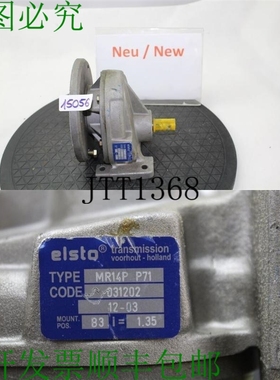 图必究
Neu / New
15056
JTT1368
elsto transmission
voorhout - holland
TYPE MR14P P71
CODE -031202
12-03
MOUNT. POS. B3 i= 1.35
开发票顺丰包邮